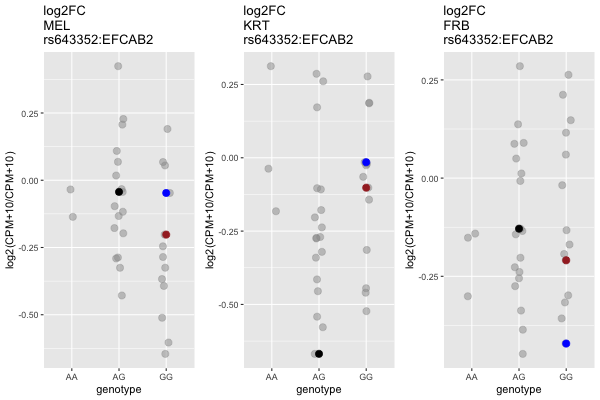 log2FC
MEL
rs643352:EFCAB2
log2(CPM+10/CPM+10)
0.25
0.00
-0.25
-0.50
AA
AG
GG
genotype
log2FC
KRT
rs643352:EFCAB2
log2(CPM+10/CPM+10)
0.25
0.00
-0.25
-0.50
AA
AG
GG
genotype
log2FC
FRB
rs643352:EFCAB2
log2(CPM+10/CPM+10)
0.25
0.00
-0.25
AA
AG
GG
genotype